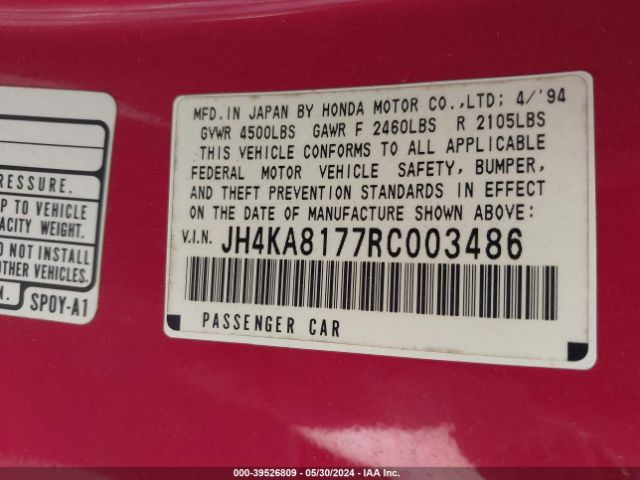 RESSURE.
P TO VEHICLE
APACITY WEIGHT.
O NOT INSTALL
OTHER VEHICLES.
N.
SP0Y-A1
MFD.IN JAPAN BY HONDA MOTOR CO.,LTD; 4/'94
GVWR 4500LBS GAWR F 2460LBS R 2105LBS
THIS VEHICLE CONFORMS TO ALL APPLICABLE
FEDERAL MOTOR VEHICLE SAFETY, BUMPER,
AND THEFT PREVENTION STANDARDS IN EFFECT
ON THE DATE OF MANUFACTURE SHOWN ABOVE:
V.I.N. JH4KA8177RC003486
PASSENGER CAR
000-39526809 - 05/30/2024 - IAA Inc.